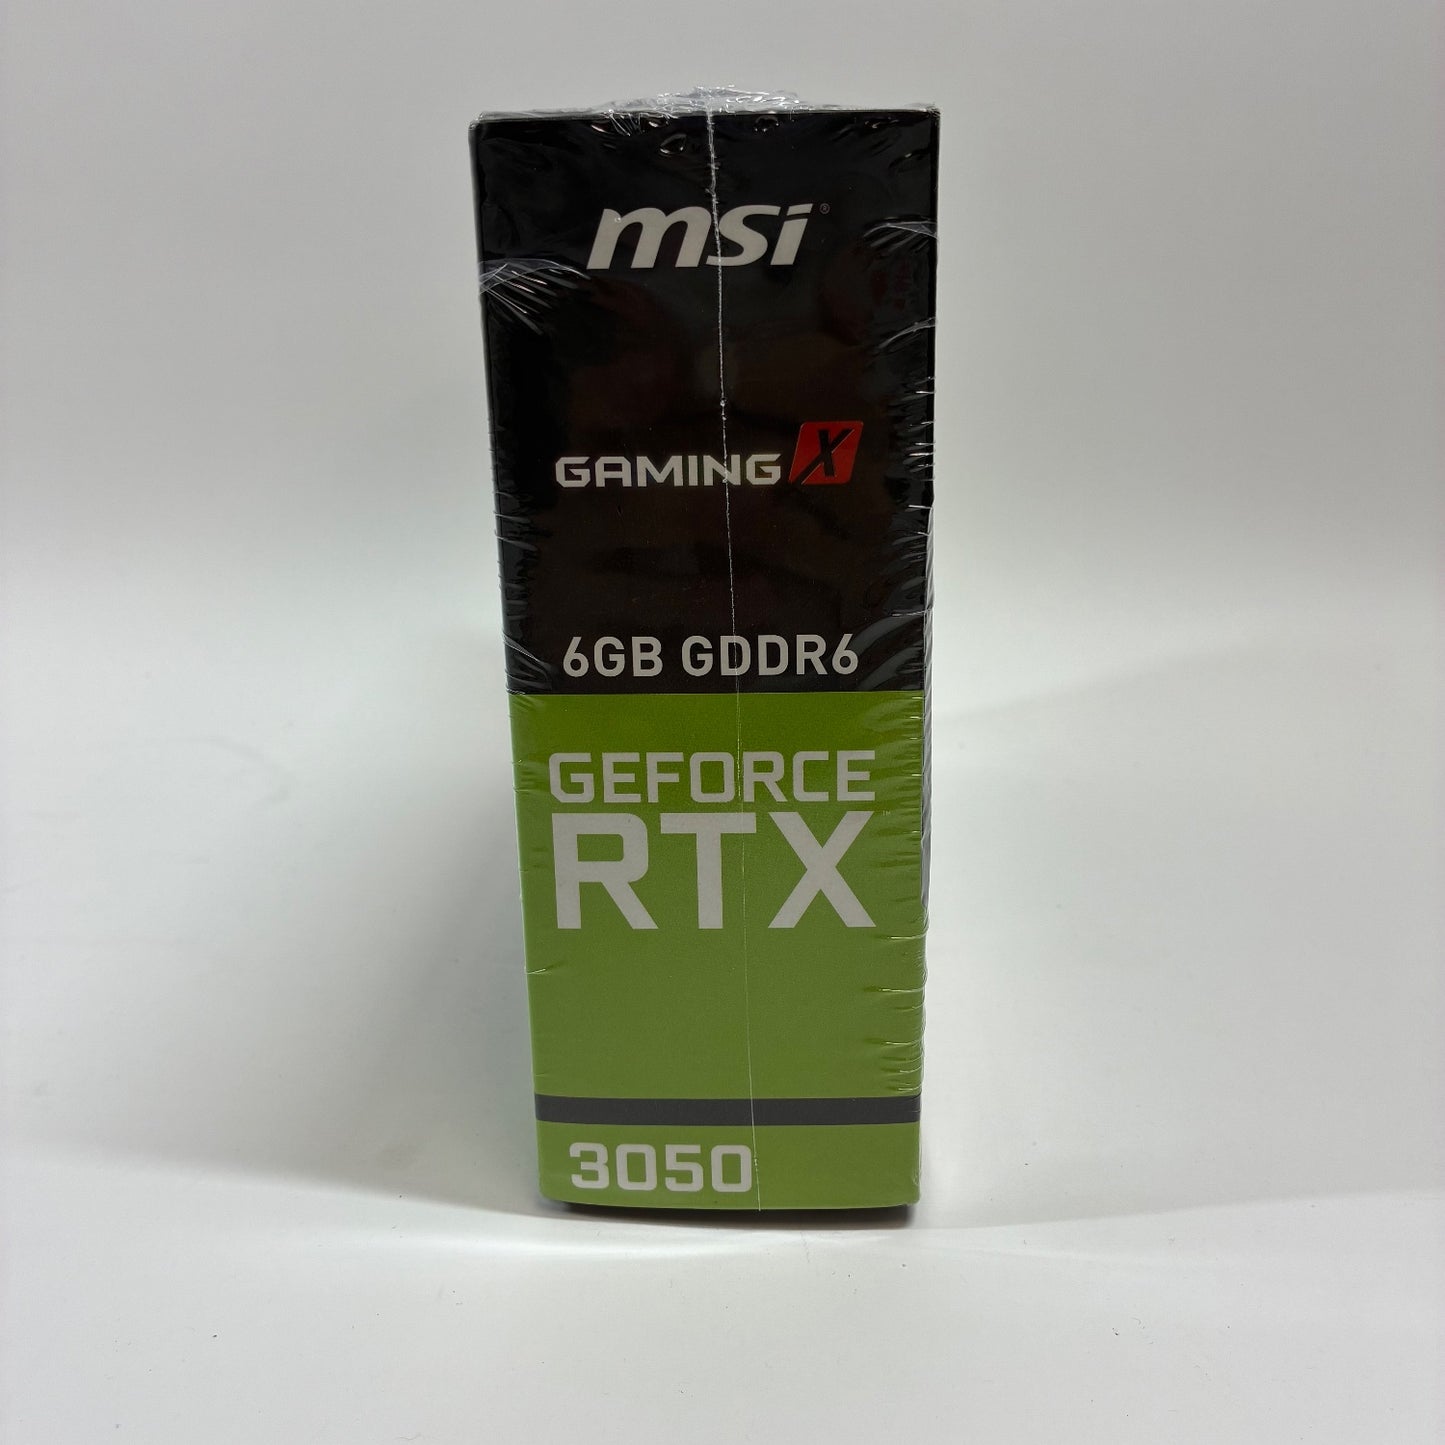 msi®
GAMING X
6GB GDDR6
GEFORCE
RTX
3050